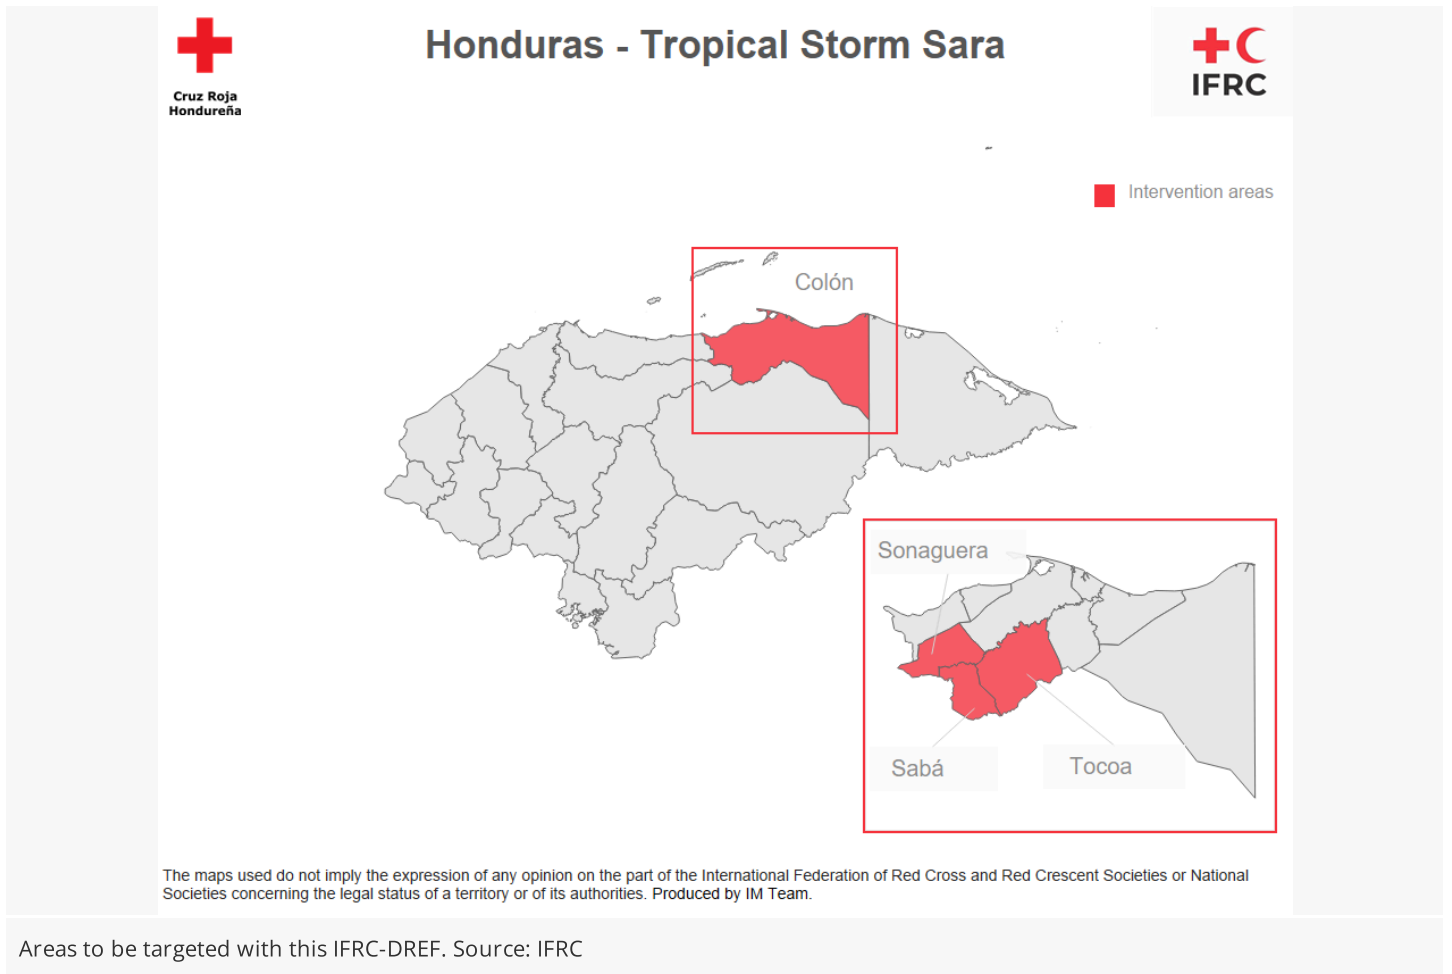 Honduras - Tropical Storm Sara
Cruz Roja
Hondureña
IFRC
Intervention areas
Colón
Sonaguera
Sabá
Tocoa
The maps used do not imply the expression of any opinion on the part of the International Federation of Red Cross and Red Crescent Societies or National
Societies concerning the legal status of a territory or of its authorities. Produced by IM Team.
Areas to be targeted with this IFRC-DREF. Source: IFRC